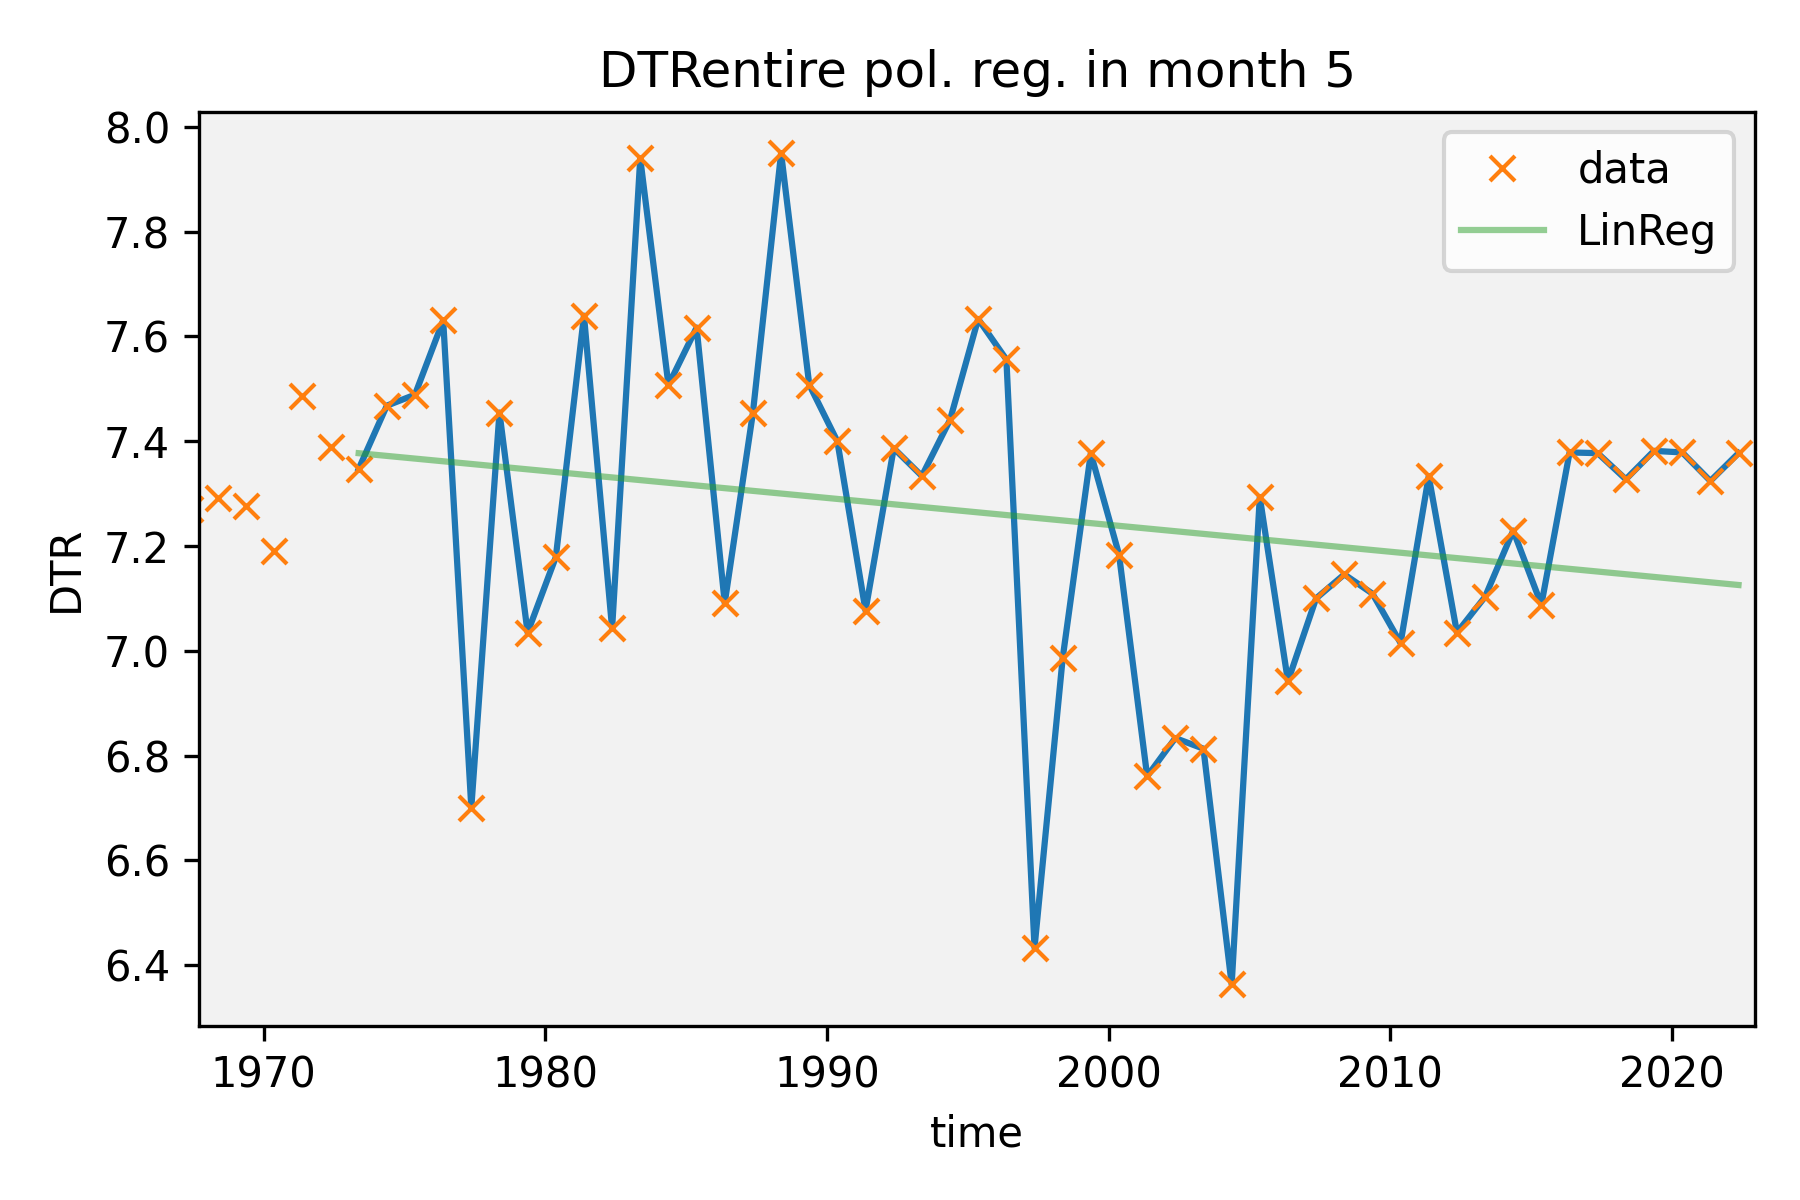 DTRentire pol. reg. in month 5
8.0
7.8
7.6
7.4
7.2
7.0
6.8
6.6
6.4
DTR
data
LinReg
1970 1980 1990 2000 2010 2020
time